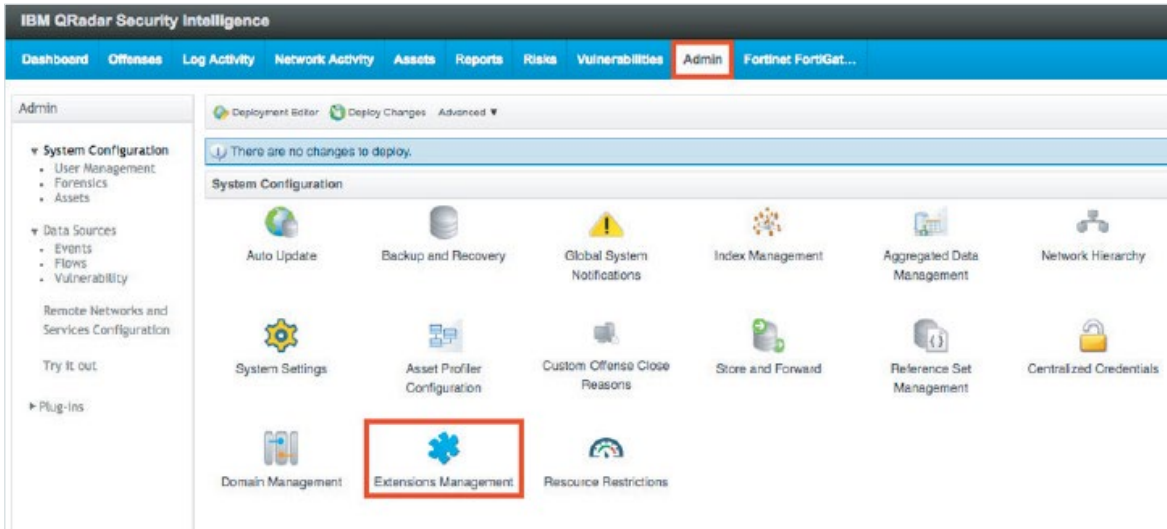 IBM QRadar Security Intelligence
Dashboard Offenses Log Activity Network Activity Assets Reports Risks Vulnerabilities Admin Fortinet FortiGat...
Admin
Deployment Editor Deploy Changes Advanced ▼
▼ System Configuration
• User Management
• Forensics
• Assets
▼ Data Sources
• Events
• Flows
• Vulnerability
Remote Networks and
Services Configuration
Try it out
▶ Plug-ins
There are no changes to deploy.
System Configuration
Auto Update
Backup and Recovery
Global System
Notifications
Index Management
Aggregated Data
Management
Network Hierarchy
System Settings
Asset Profiler
Configuration
Custom Offense Close
Reasons
Store and Forward
Reference Set
Management
Centralized Credentials
Domain Management
Extensions Management
Resource Restrictions